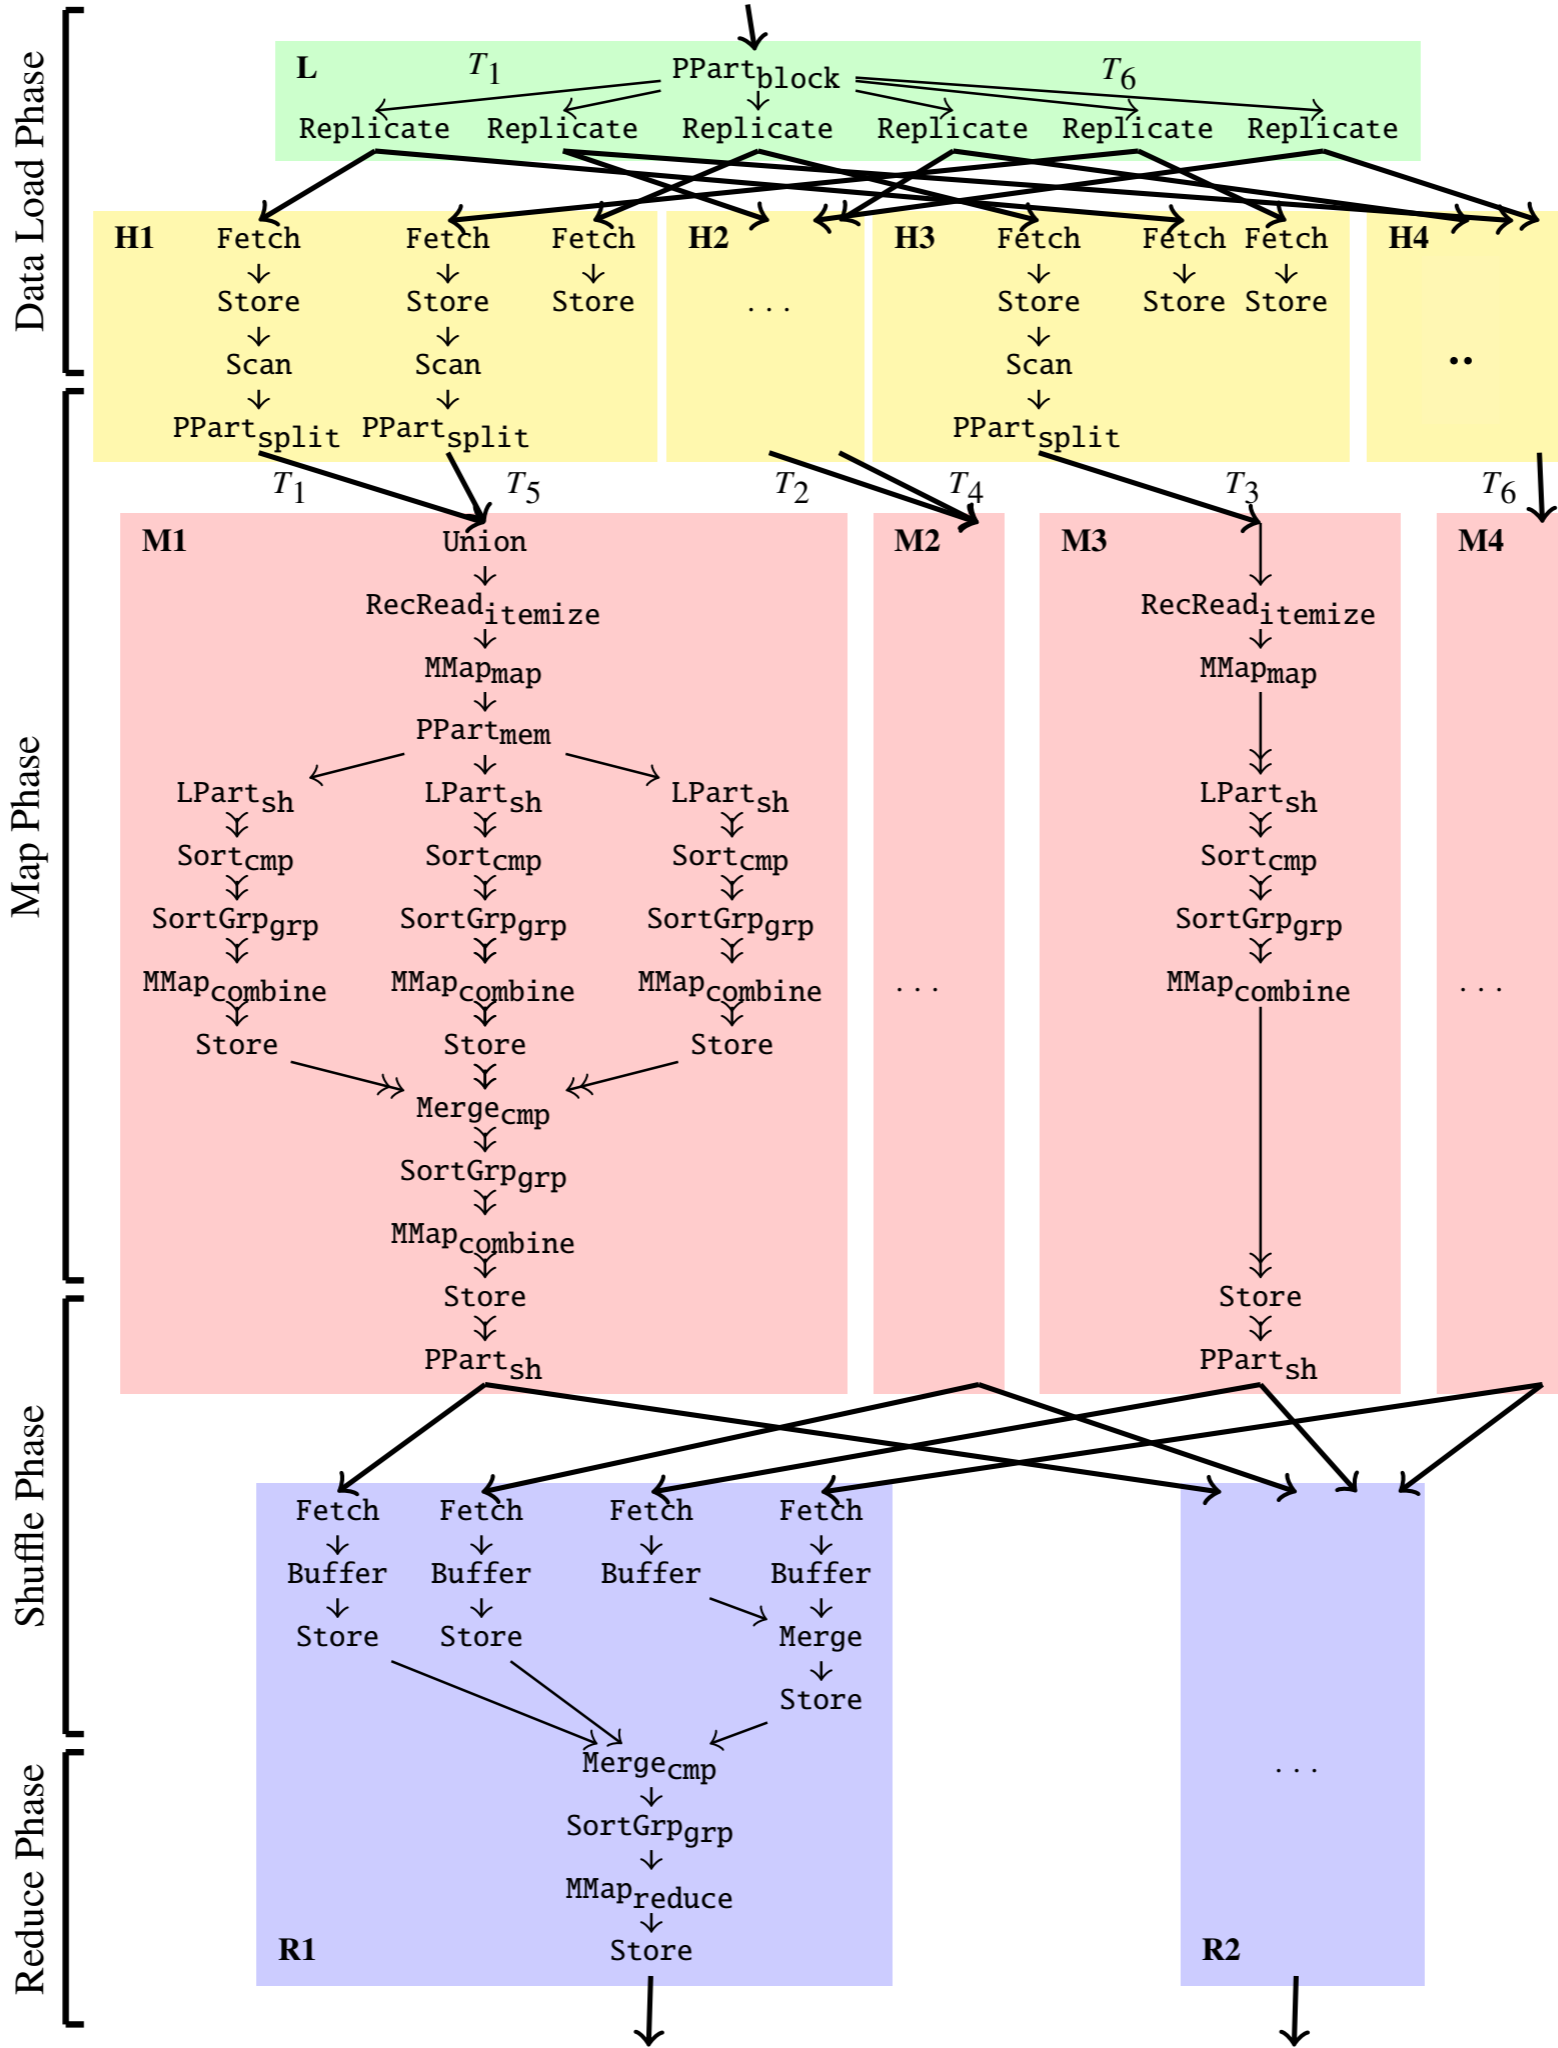 Data Load Phase
L T1 T6
PPartblock
Replicate Replicate Replicate Replicate Replicate Replicate
H1 Fetch Fetch Fetch H2 H3 Fetch Fetch Fetch H4
Store Store Store . . . Store Store Store
Scan Scan Scan ..
PPartsplit PPartsplit PPartsplit
T1 T5 T2 T4 T3 T6
Map Phase
M1 Union M2 M3 M4
RecReaditemize RecReaditemize
MMapmap MMapmap
PPartmem
LPartsh LPartsh LPartsh LPartsh
Sortcmp Sortcmp Sortcmp Sortcmp
SortGrpgrp SortGrpgrp SortGrpgrp SortGrpgrp
MMapcombine MMapcombine MMapcombine . . . MMapcombine . . .
Store Store Store
Mergecmp
SortGrpgrp
MMapcombine
Store Store
PPartsh PPartsh
Shuffle Phase
Fetch Fetch Fetch Fetch
Buffer Buffer Buffer Buffer
Store Store Merge
Store
Reduce Phase
Mergecmp . . .
SortGrpgrp
MMapreduce
R1 Store R2